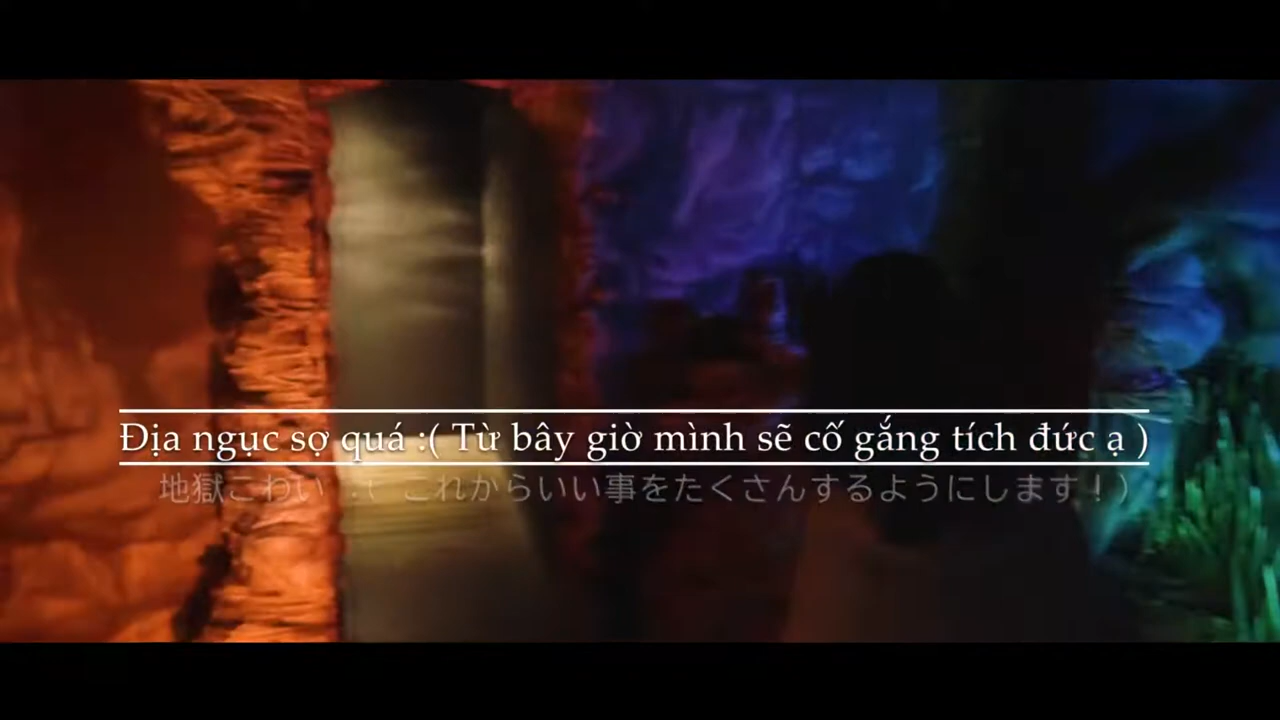 Địa ngục sợ quá :( Từ bây giờ mình sẽ cố gắng tích đức ạ )
地獄こわい :( これからいい事をたくさんするようにします！)